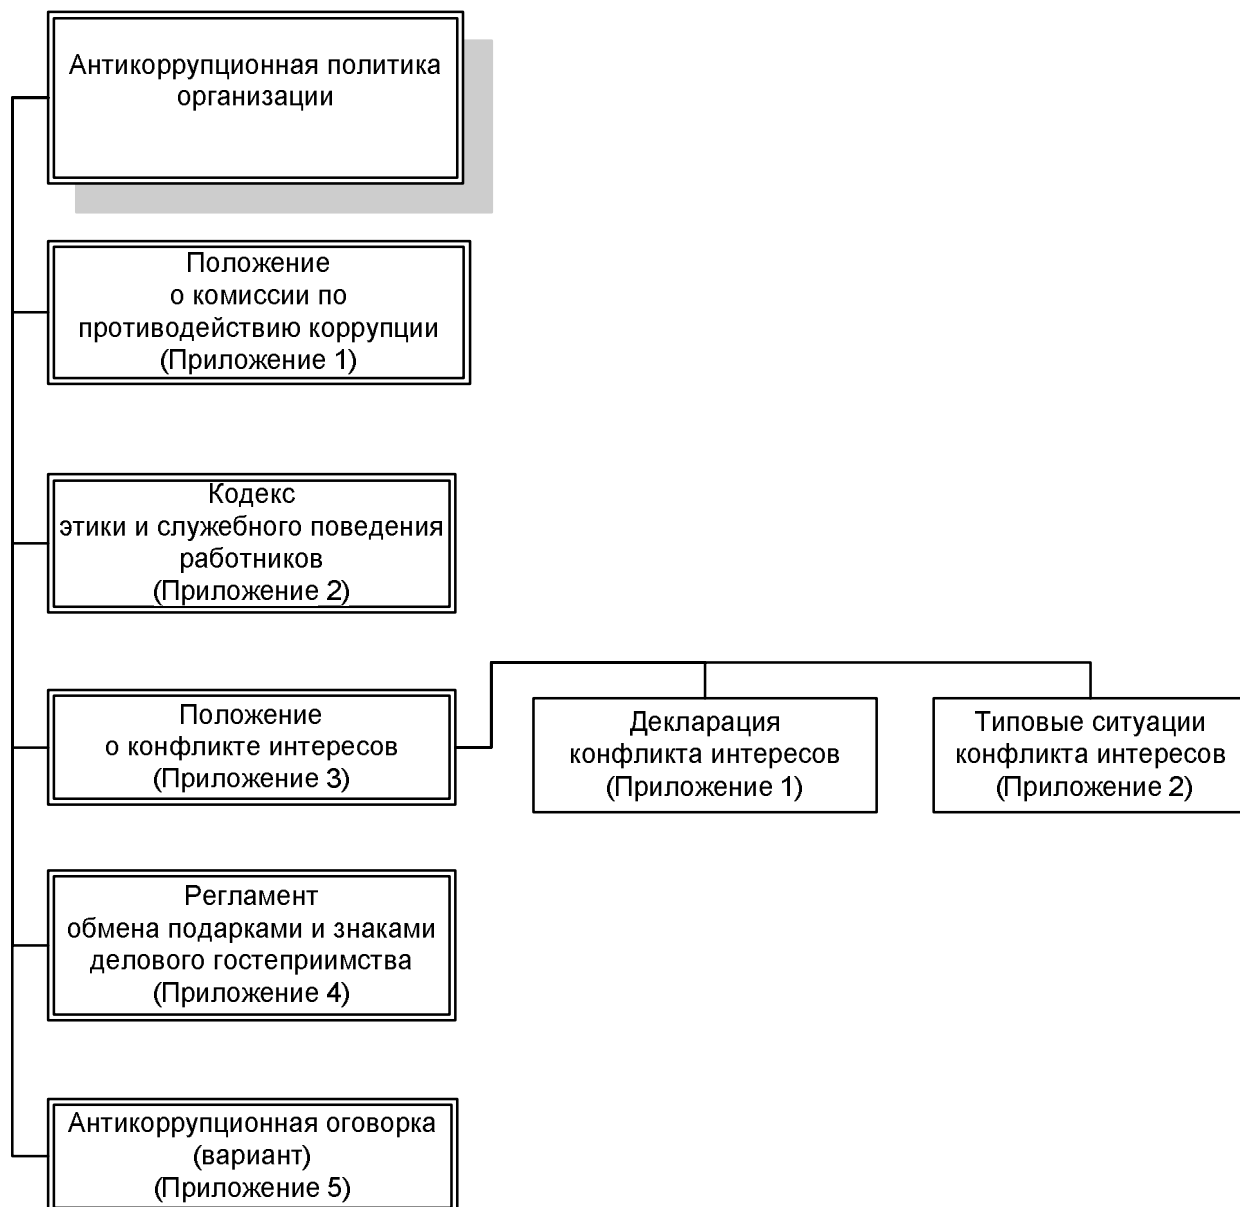 Антикоррупционная политика
организации
Положение
о комиссии по
противодействию коррупции
(Приложение 1)
Кодекс
этики и служебного поведения
работников
(Приложение 2)
Положение
о конфликте интересов
(Приложение 3)
Декларация
конфликта интересов
(Приложение 1)
Типовые ситуации
конфликта интересов
(Приложение 2)
Регламент
обмена подарками и знаками
делового гостеприимства
(Приложение 4)
Антикоррупционная оговорка
(вариант)
(Приложение 5)